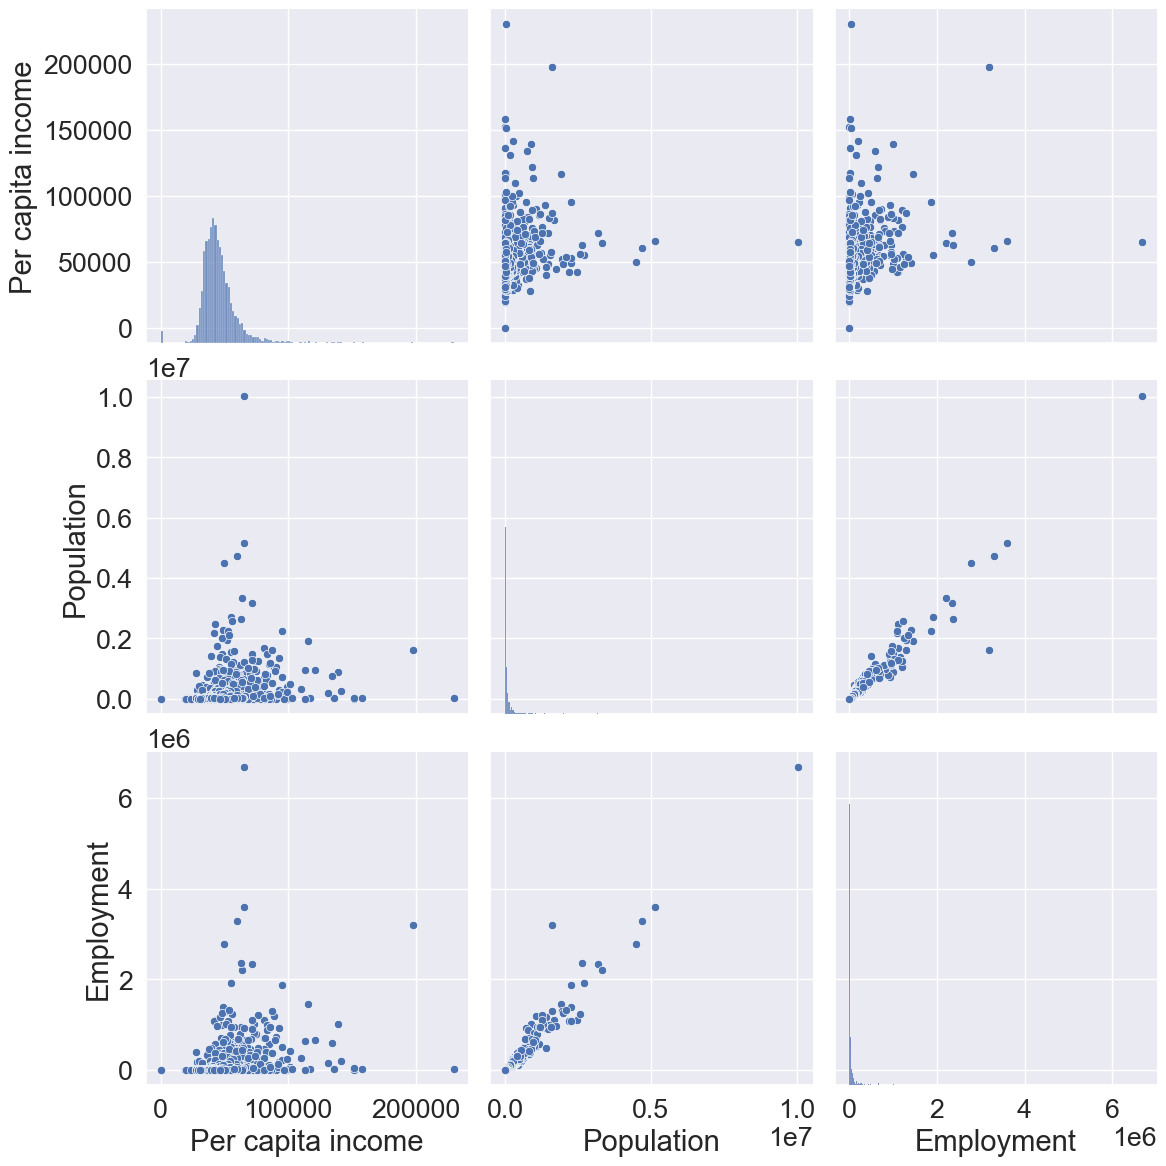 200000
150000
100000
50000
0
Per capita income
1e7
1.0
0.8
0.6
0.4
0.2
0.0
Population
1e6
6
4
2
0
Employment
0 100000 200000
Per capita income
0.0 0.5 1.0
1e7
Population
0 2 4 6
1e6
Employment